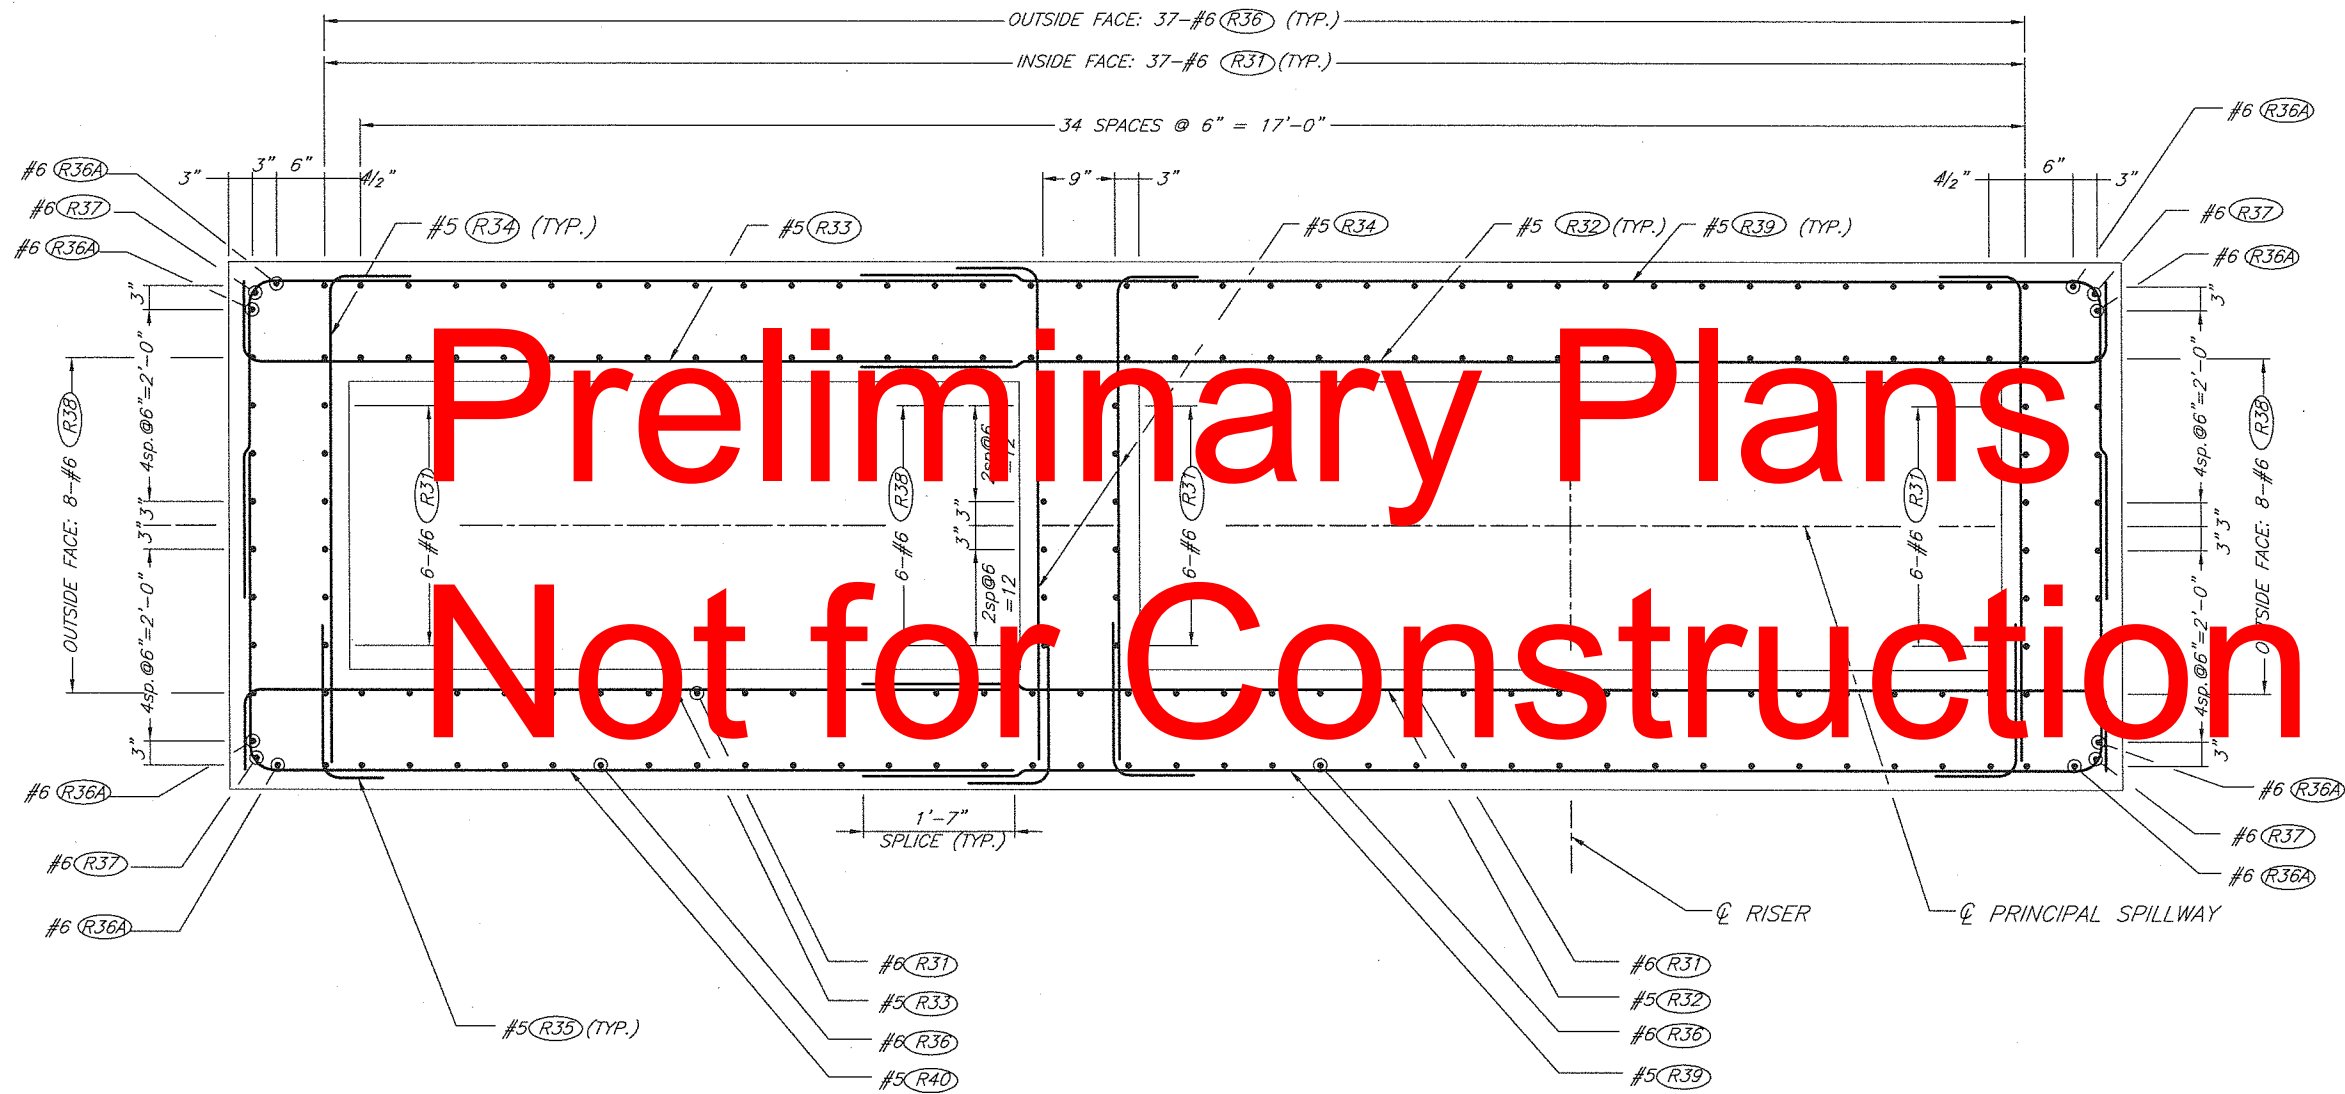 OUTSIDE FACE: 37-#6 R36 (TYP.)
INSIDE FACE: 37-#6 R31 (TYP.)
34 SPACES @ 6" = 17'-0"
#6 R36A
#6 R36A
3"
3"
6"
4/2"
9"
3"
4/2"
6"
3"
#6 R37
#6 R36A
#5 R34 (TYP.)
#5 R33
#5 R34
#5 R32 (TYP.)
#5 R39 (TYP.)
#6 R37
#6 R36A
3"
4sp.@6"=2'-0"
3"
3"
4sp.@6"=2'-0"
3"
OUTSIDE FACE: 8-#6 R38
6-#6 R31
6-#6 R38
2sp@6
=12
3"
3"
2sp@6
=12
6-#6 R31
6-#6 R31
3"
4sp.@6"=2'-0"
3"
3"
4sp.@6"=2'-0"
3"
OUTSIDE FACE: 8-#6 R38
Preliminary Plans
Not for Construction
#6 R36A
#6 R37
#6 R36A
1'-7"
SPLICE (TYP.)
#6 R36A
#6 R37
#6 R36A
℄ RISER
℄ PRINCIPAL SPILLWAY
#6 R31
#5 R33
#6 R36
#5 R40
#5 R35 (TYP.)
#6 R31
#5 R32
#6 R36
#5 R39